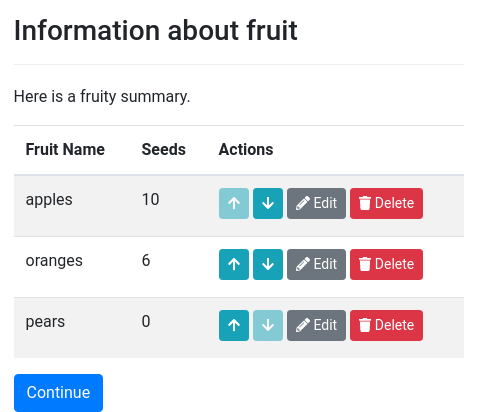 Information about fruit
Here is a fruity summary.
Fruit Name Seeds Actions
apples 10 Edit Delete
oranges 6 Edit Delete
pears 0 Edit Delete
Continue